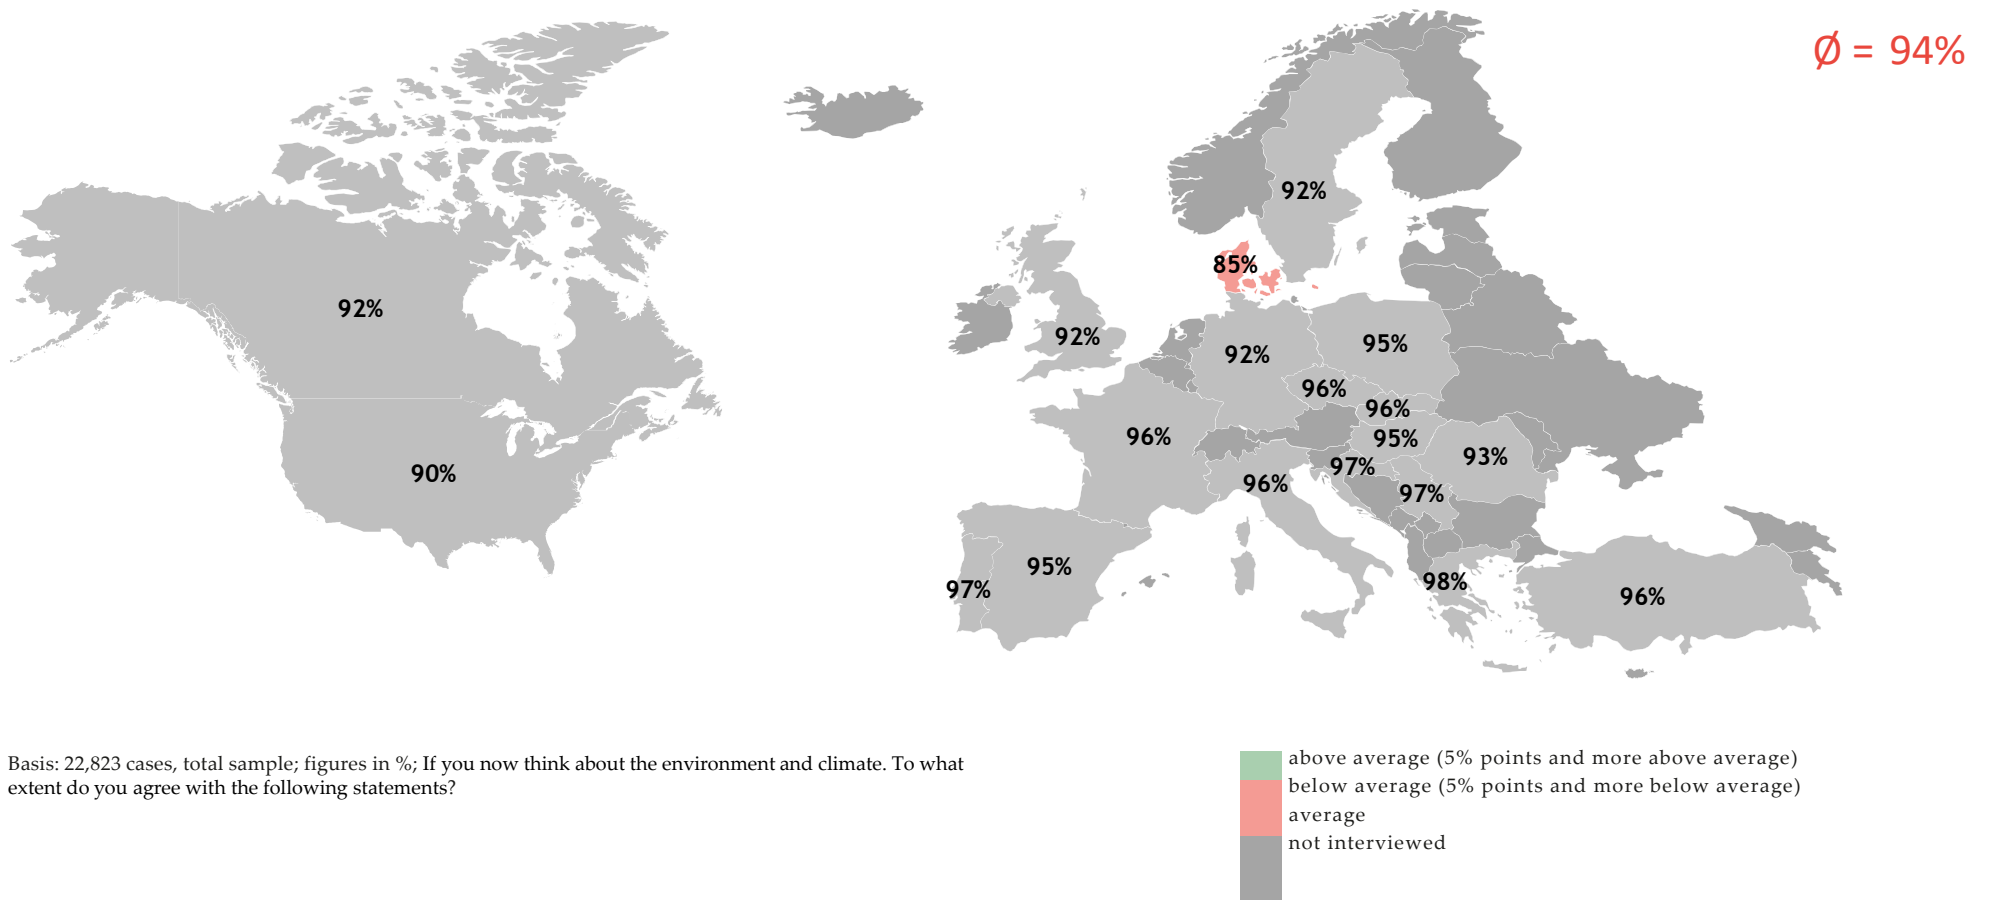 Ø = 94%
92%
85%
92%
92%
92%
95%
96%
96%
96%
95%
93%
97%
90%
96%
97%
95%
97%
98%
96%
Basis: 22,823 cases, total sample; figures in %; If you now think about the environment and climate. To what
extent do you agree with the following statements?
above average (5% points and more above average)
below average (5% points and more below average)
average
not interviewed